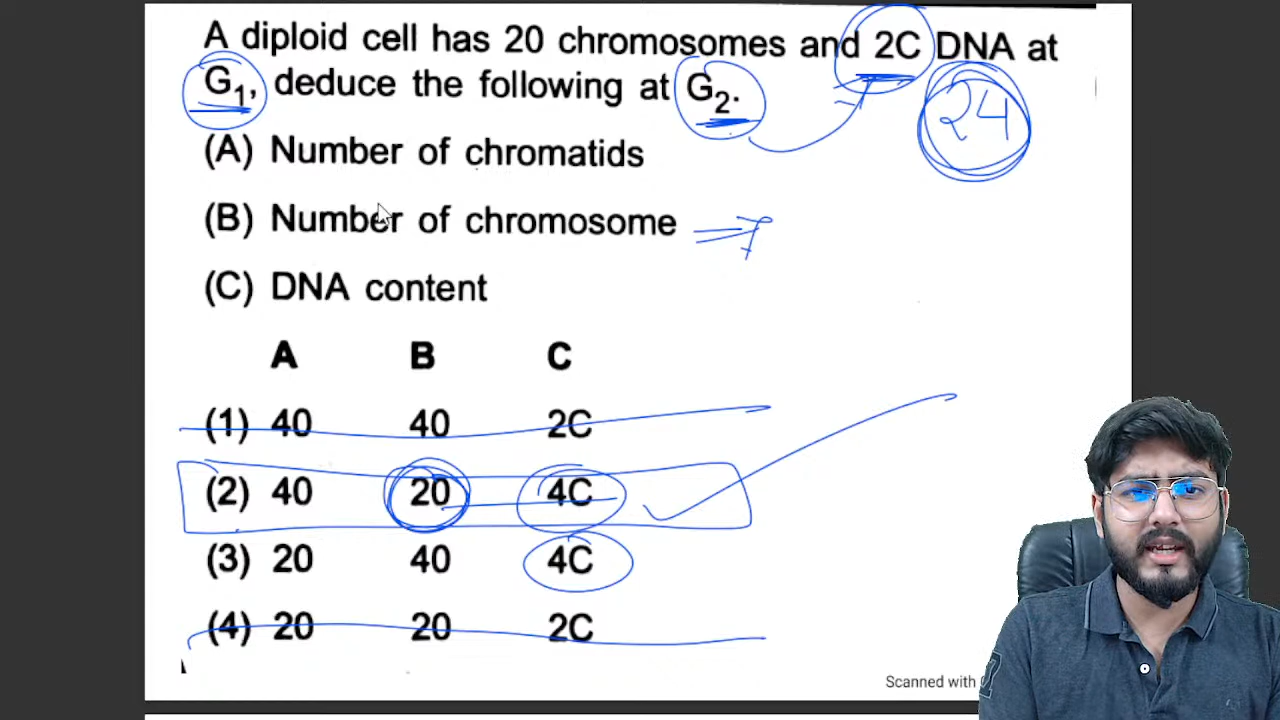 A diploid cell has 20 chromosomes and 2C DNA at
G₁, deduce the following at G₂.
24
(A) Number of chromatids
(B) Number of chromosome
(C) DNA content
A B C
(1) 40 40 2C
(2) 40 20 4C
(3) 20 40 4C
(4) 20 20 2C
Scanned with